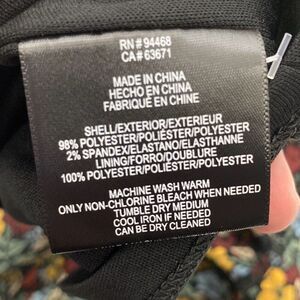 RN# 94468
CA# 63671
MADE IN CHINA
HECHO EN CHINA
FABRIQUÉ EN CHINE
SHELL/EXTERIOR/EXTERIEUR
98% POLYESTER/POLIÉSTER/POLYESTER
2% SPANDEX/ELASTANO/ELASTHANNE
LINING/FORRO/DOUBLURE
100% POLYESTER/POLIÉSTER/POLYESTER
MACHINE WASH WARM
ONLY NON-CHLORINE BLEACH WHEN NEEDED
TUMBLE DRY MEDIUM
COOL IRON IF NEEDED
CAN BE DRY CLEANED